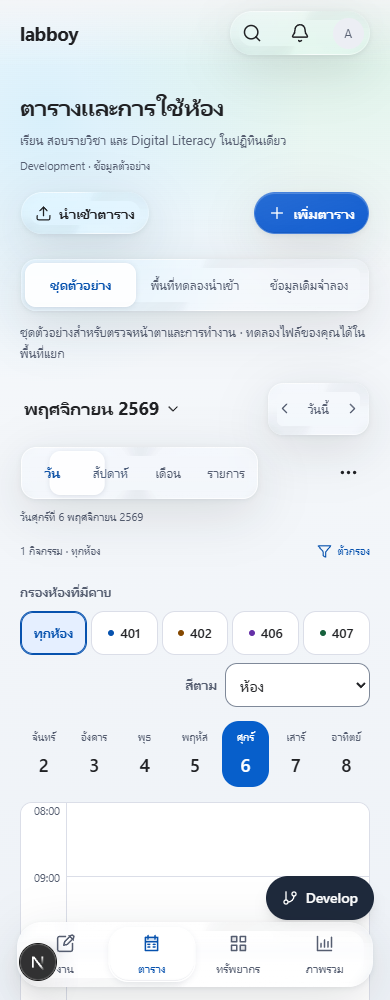 labboy
A
ตารางและการใช้ห้อง
เรียน สอบรายวิชา และ Digital Literacy ในปฏิทินเดียว
Development · ข้อมูลตัวอย่าง
นำเข้าตาราง
เพิ่มตาราง
ชุดตัวอย่าง พื้นที่ทดลองนำเข้า ข้อมูลเดิมจำลอง
ชุดตัวอย่างสำหรับตรวจหน้าตาและการทำงาน · ทดลองไฟล์ของคุณได้ใน
พื้นที่แยก
พฤศจิกายน 2569
วันนี้
วัน สัปดาห์ เดือน รายการ
วันศุกร์ที่ 6 พฤศจิกายน 2569
1 กิจกรรม · ทุกห้อง
ตัวกรอง
กรองห้องที่มีคาบ
ทุกห้อง 401 402 406 407
สีตาม ห้อง
จันทร์ อังคาร พุธ พฤหัส ศุกร์ เสาร์ อาทิตย์
2 3 4 5 6 7 8
08:00
09:00
Develop
N
งาน ตาราง ทรัพยากร ภาพรวม